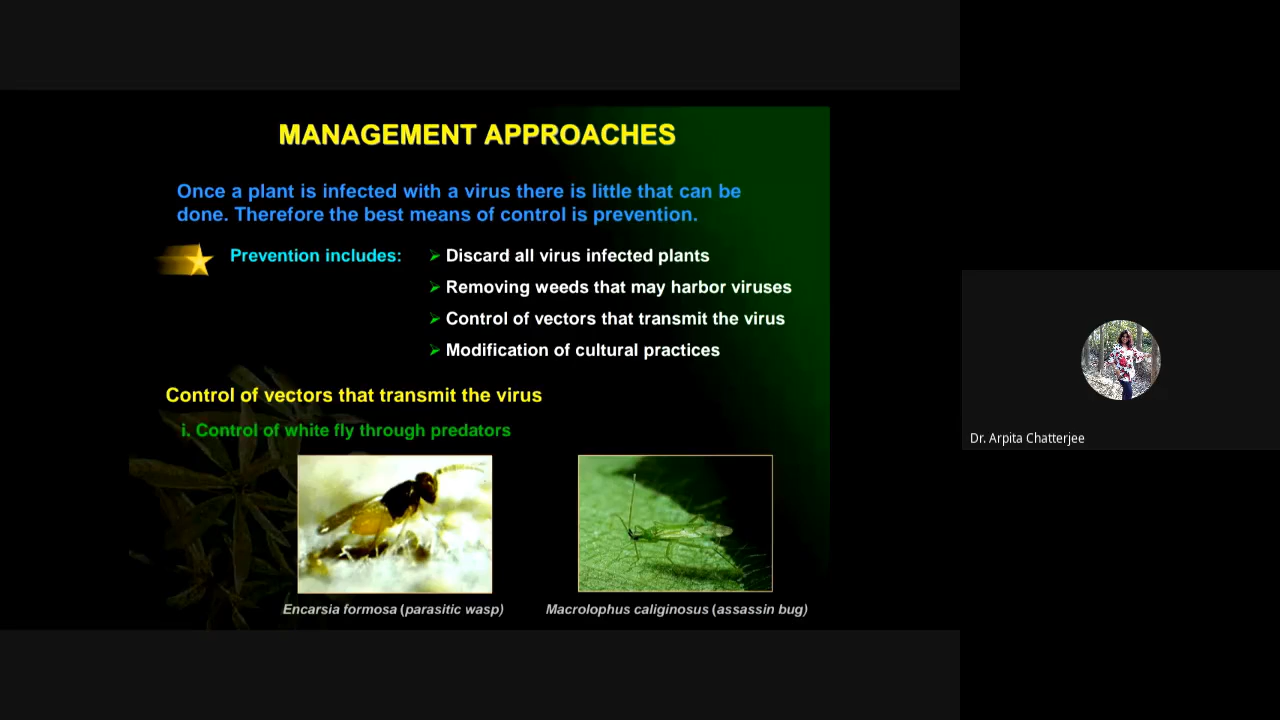 MANAGEMENT APPROACHES
Once a plant is infected with a virus there is little that can be
done. Therefore the best means of control is prevention.
Prevention includes:
➢ Discard all virus infected plants
➢ Removing weeds that may harbor viruses
➢ Control of vectors that transmit the virus
➢ Modification of cultural practices
Control of vectors that transmit the virus
i. Control of white fly through predators
Encarsia formosa (parasitic wasp)
Macrolophus caliginosus (assassin bug)
Dr. Arpita Chatterjee